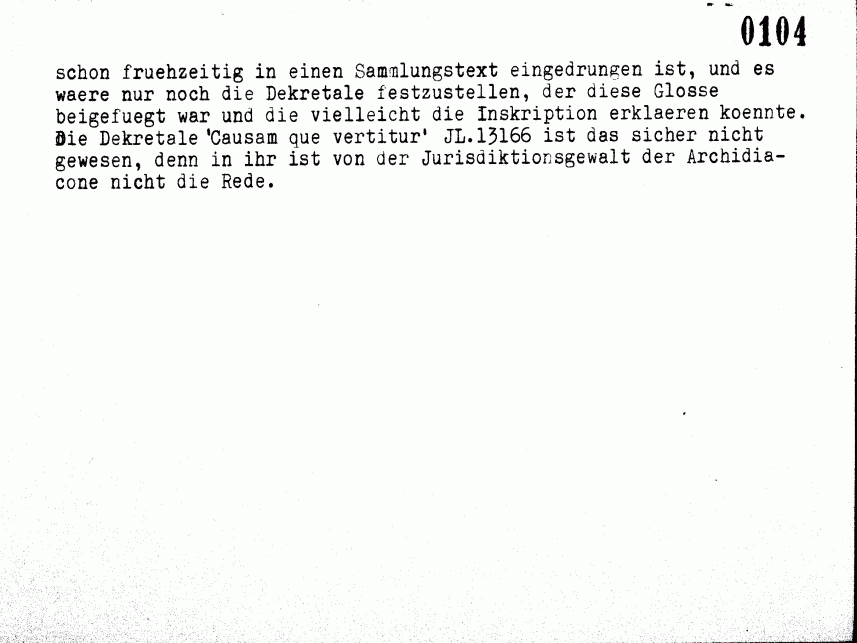 0104
schon fruehzeitig in einen Sammlungstext eingedrungen ist, und es
waere nur noch die Dekretale festzustellen, der diese Glosse
beigefuegt war und die vielleicht die Inskription erklaeren koennte.
Die Dekretale 'Causam que vertitur' JL.13166 ist das sicher nicht
gewesen, denn in ihr ist von der Jurisdiktionsgewalt der Archidia-
cone nicht die Rede.